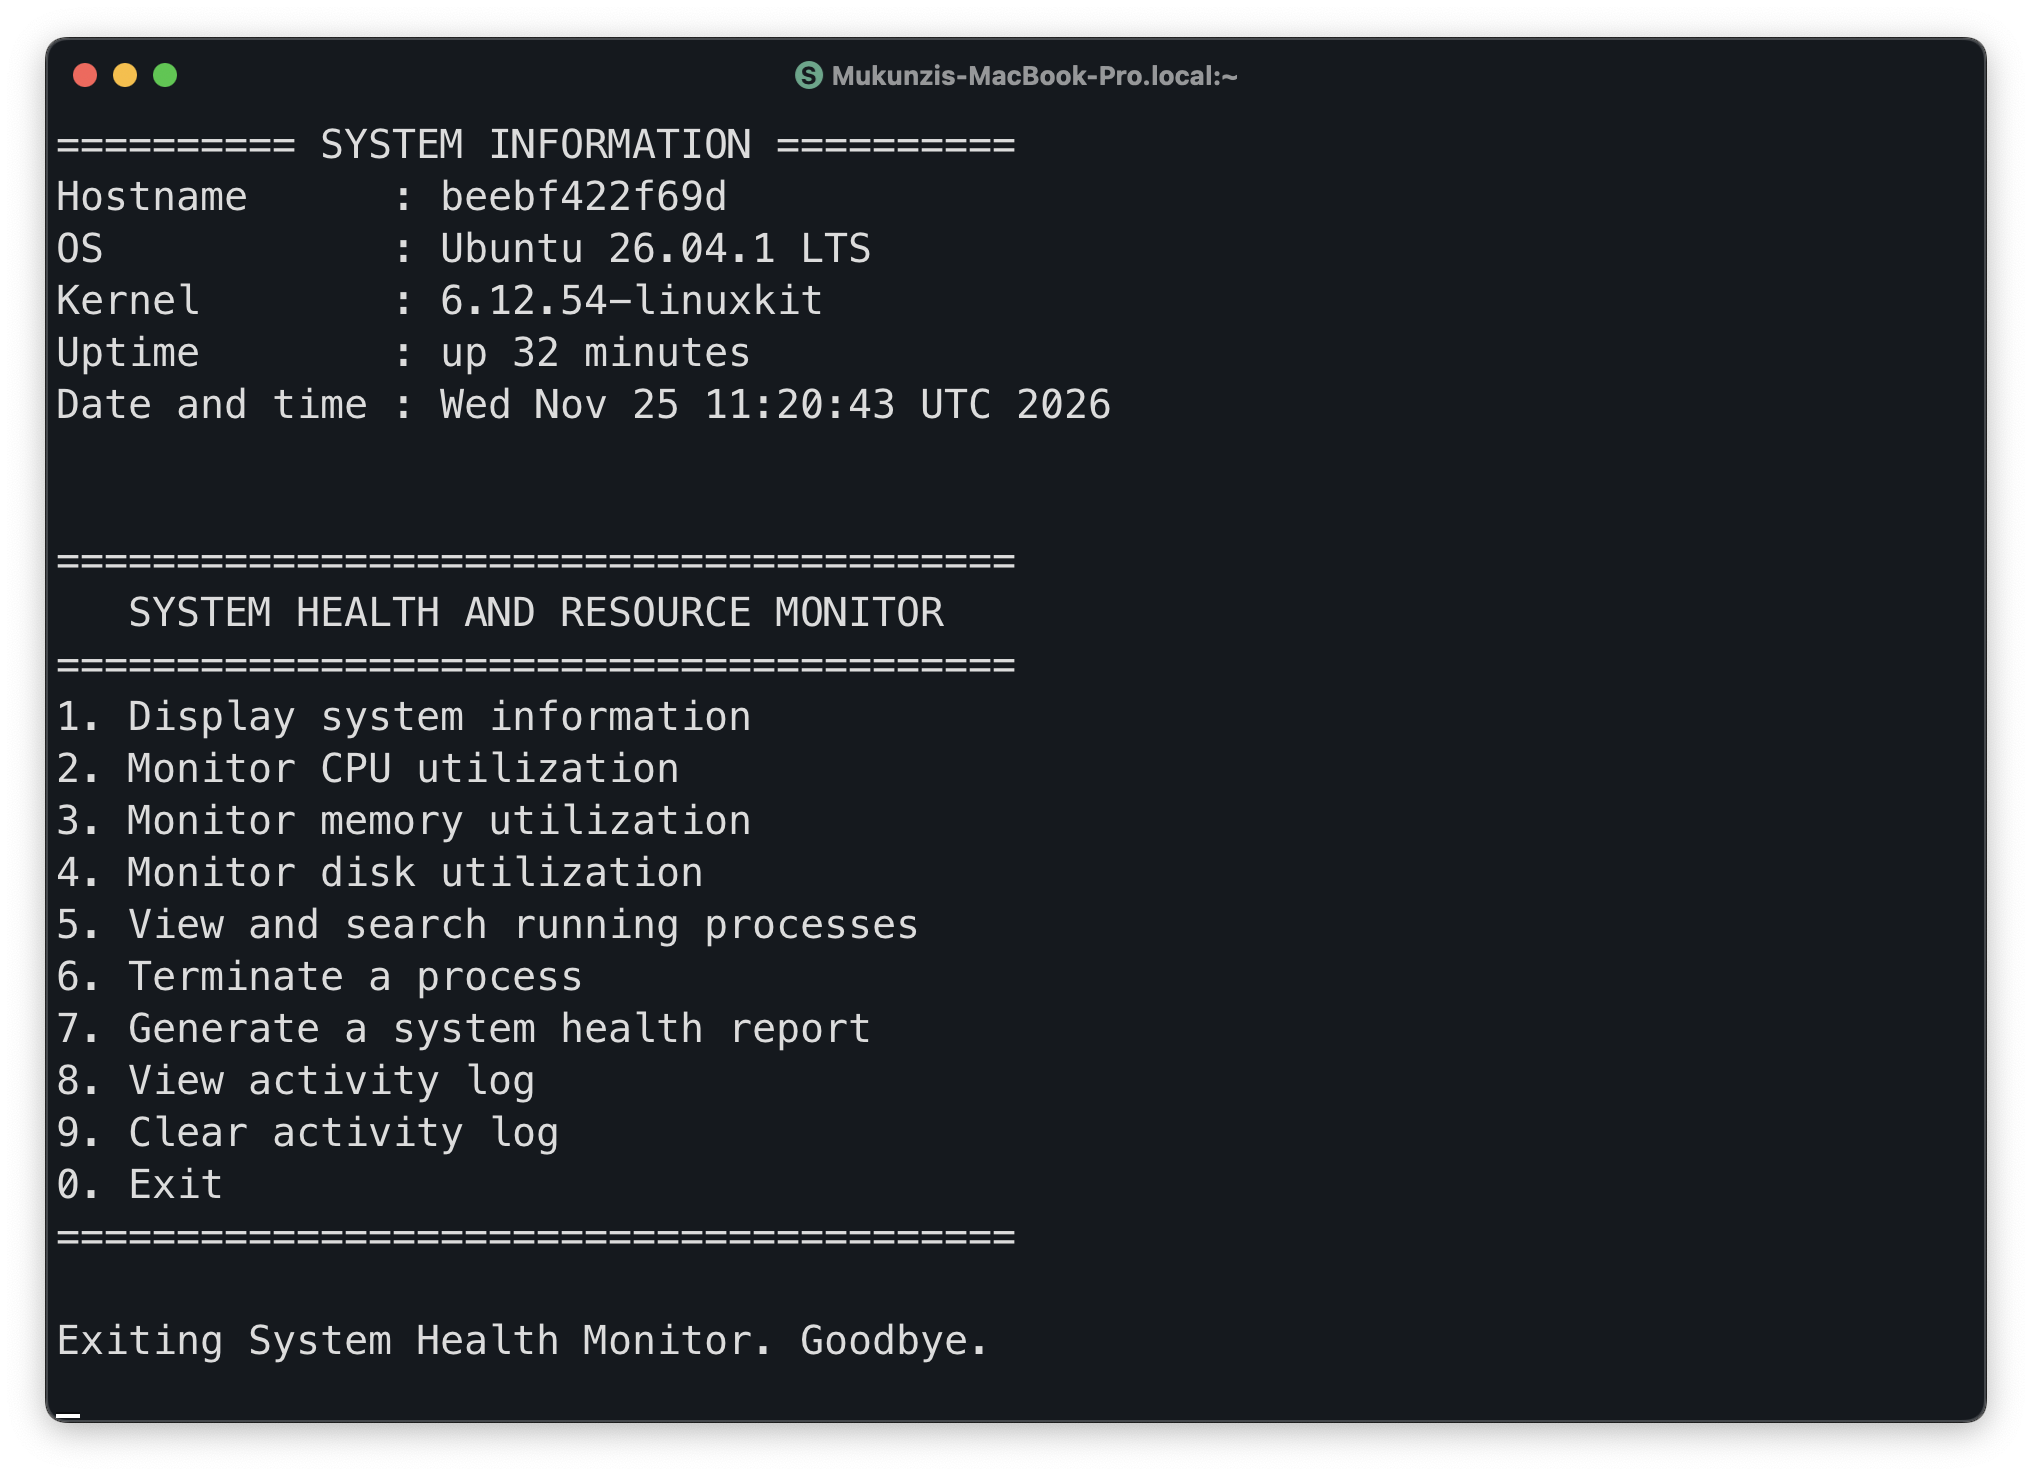 S Mukunzis-MacBook-Pro.local:~
========== SYSTEM INFORMATION ==========
Hostname      : beebf422f69d
OS            : Ubuntu 26.04.1 LTS
Kernel        : 6.12.54-linuxkit
Uptime        : up 32 minutes
Date and time : Wed Nov 25 11:20:43 UTC 2026
========================================
   SYSTEM HEALTH AND RESOURCE MONITOR
========================================
1. Display system information
2. Monitor CPU utilization
3. Monitor memory utilization
4. Monitor disk utilization
5. View and search running processes
6. Terminate a process
7. Generate a system health report
8. View activity log
9. Clear activity log
0. Exit
========================================
Exiting System Health Monitor. Goodbye.